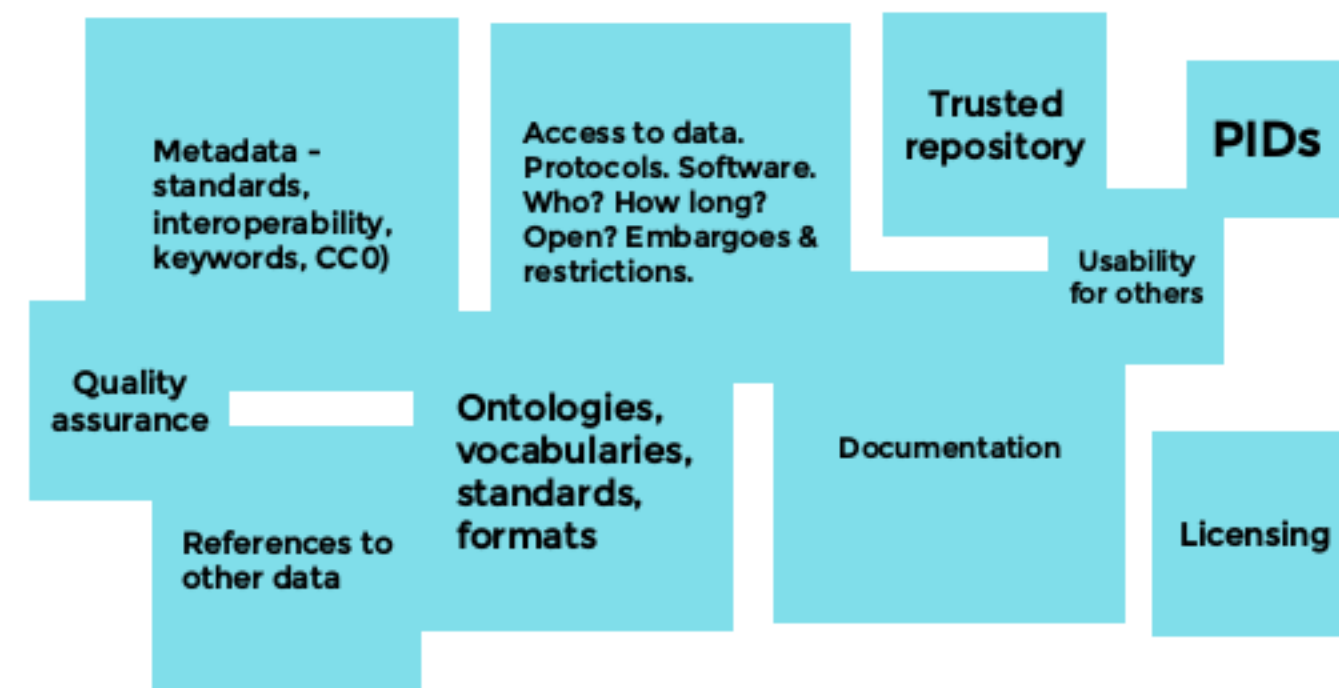 Metadata -
standards,
interoperability,
keywords, CC0)
Access to data.
Protocols. Software.
Who? How long?
Open? Embargoes &
restrictions.
Trusted
repository
PIDs
Usability
for others
Quality
assurance
Ontologies,
vocabularies,
standards,
formats
Documentation
References to
other data
Licensing